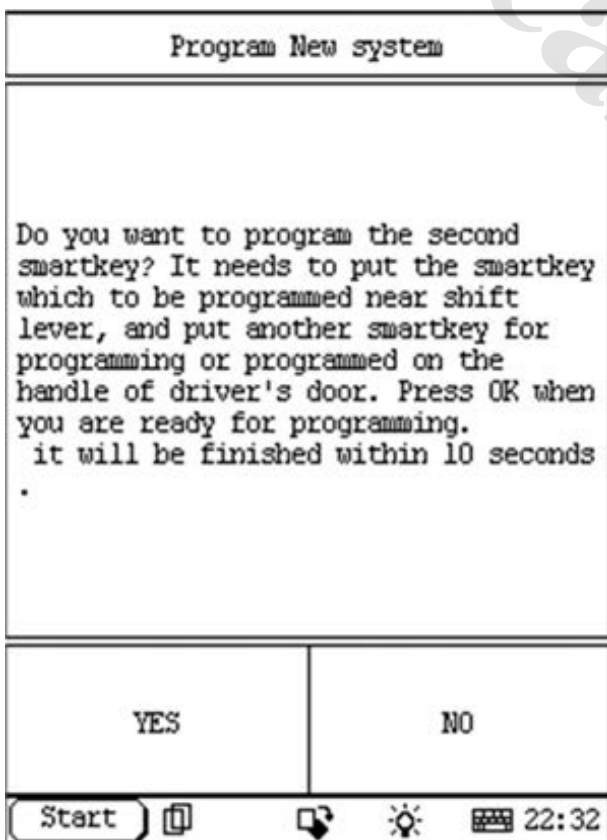 Program New system
Do you want to program the second
smartkey? It needs to put the smartkey
which to be programmed near shift
lever, and put another smartkey for
programming or programmed on the
handle of driver's door. Press OK when
you are ready for programming.
it will be finished within 10 seconds
.
YES
NO
Start
22:32